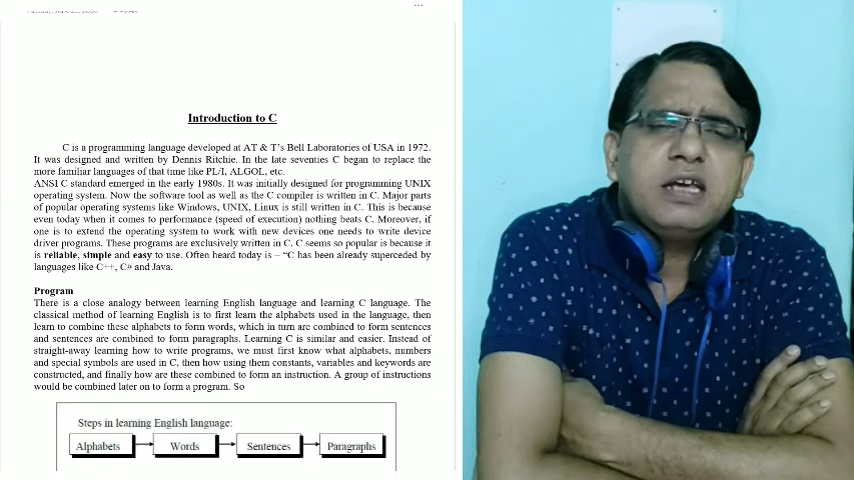 Introduction to C
C is a programming language developed at AT & T's Bell Laboratories of USA in 1972.
It was designed and written by Dennis Ritchie. In the late seventies C began to replace the
more familiar languages of that time like PL/I, ALGOL, etc.
ANSI C standard emerged in the early 1980s. It was initially designed for programming UNIX
operating system. Now the software tool as well as the C compiler is written in C. Major parts
of popular operating systems like Windows, UNIX, Linux is still written in C. This is because
even today when it comes to performance (speed of execution) nothing beats C. Moreover, if
one is to extend the operating system to work with new devices one needs to write device
driver programs. These programs are exclusively written in C. C seems so popular is because it
is reliable, simple and easy to use. Often heard today is – “C has been already superceded by
languages like C++, C# and Java.
Program
There is a close analogy between learning English language and learning C language. The
classical method of learning English is to first learn the alphabets used in the language, then
learn to combine these alphabets to form words, which in turn are combined to form sentences
and sentences are combined to form paragraphs. Learning C is similar and easier. Instead of
straight-away learning how to write programs, we must first know what alphabets, numbers
and special symbols are used in C, then how using them constants, variables and keywords are
constructed, and finally how are these combined to form an instruction. A group of instructions
would be combined later on to form a program. So
Steps in learning English language:
Alphabets Words Sentences Paragraphs